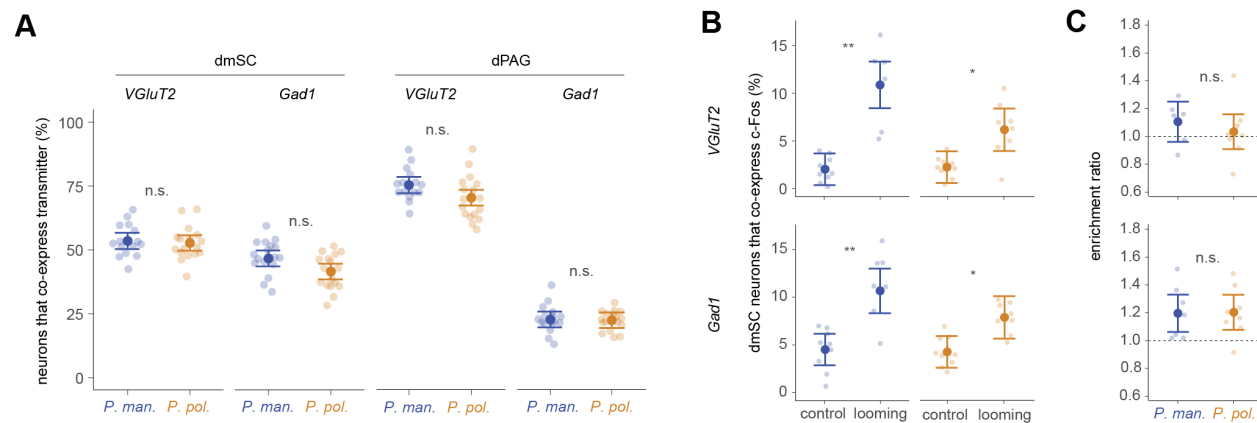 A
dmSC
dPAG
VGluT2
Gad1
VGluT2
Gad1
neurons that co-express transmitter (%)
100
75
50
25
0
n.s.
n.s.
n.s.
n.s.
P. man.
P. pol.
P. man.
P. pol.
P. man.
P. pol.
P. man.
P. pol.
B
VGluT2
Gad1
dmSC neurons that co-express c-Fos (%)
15
10
5
0
**
*
15
10
5
0
**
*
control
looming
control
looming
C
enrichment ratio
1.8
1.6
1.4
1.2
1.0
0.8
0.6
n.s.
1.8
1.6
1.4
1.2
1.0
0.8
0.6
n.s.
P. man.
P. pol.